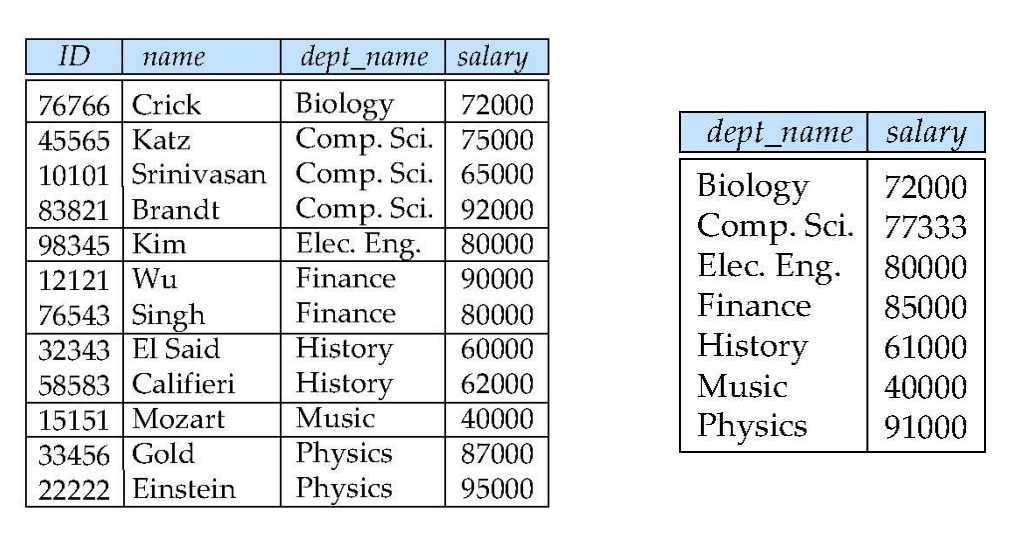 ID name dept_name salary
76766 Crick Biology 72000
45565 Katz Comp. Sci. 75000
10101 Srinivasan Comp. Sci. 65000
83821 Brandt Comp. Sci. 92000
98345 Kim Elec. Eng. 80000
12121 Wu Finance 90000
76543 Singh Finance 80000
32343 El Said History 60000
58583 Califieri History 62000
15151 Mozart Music 40000
33456 Gold Physics 87000
22222 Einstein Physics 95000
dept_name salary
Biology 72000
Comp. Sci. 77333
Elec. Eng. 80000
Finance 85000
History 61000
Music 40000
Physics 91000